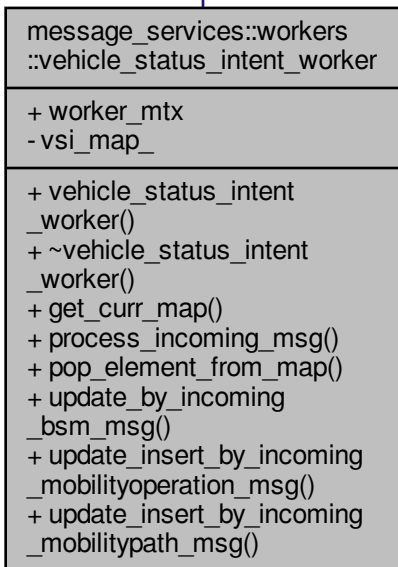 message_services::workers
::vehicle_status_intent_worker
+ worker_mtx
- vsi_map_
+ vehicle_status_intent
_worker()
+ ~vehicle_status_intent
_worker()
+ get_curr_map()
+ process_incoming_msg()
+ pop_element_from_map()
+ update_by_incoming
_bsm_msg()
+ update_insert_by_incoming
_mobilityoperation_msg()
+ update_insert_by_incoming
_mobilitypath_msg()